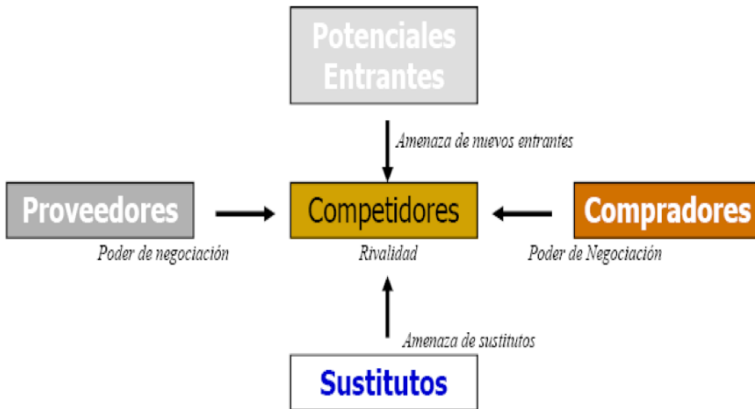 Potenciales
Entrantes
Amenaza de nuevos entrantes
Proveedores
Competidores
Compradores
Poder de negociación
Rivalidad
Poder de Negociación
Amenaza de sustitutos
Sustitutos